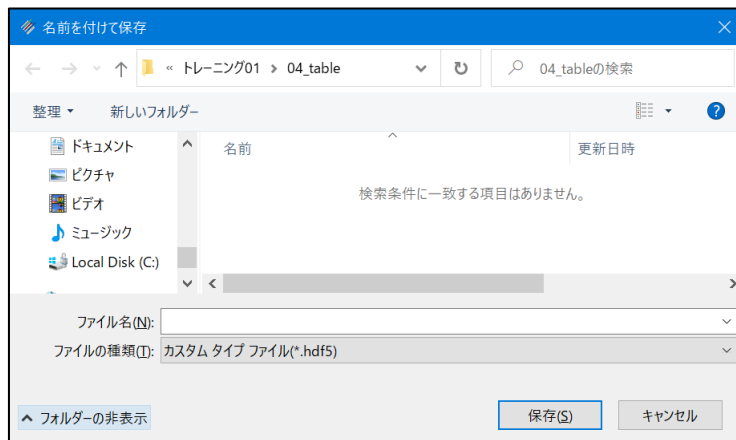 名前を付けて保存
« トレーニング01 › 04_table
04_tableの検索
整理
新しいフォルダー
ドキュメント
ピクチャ
ビデオ
ミュージック
Local Disk (C:)
名前
更新日時
検索条件に一致する項目はありません。
ファイル名(N):
ファイルの種類(T): カスタム タイプ ファイル(*.hdf5)
フォルダーの非表示
保存(S)
キャンセル